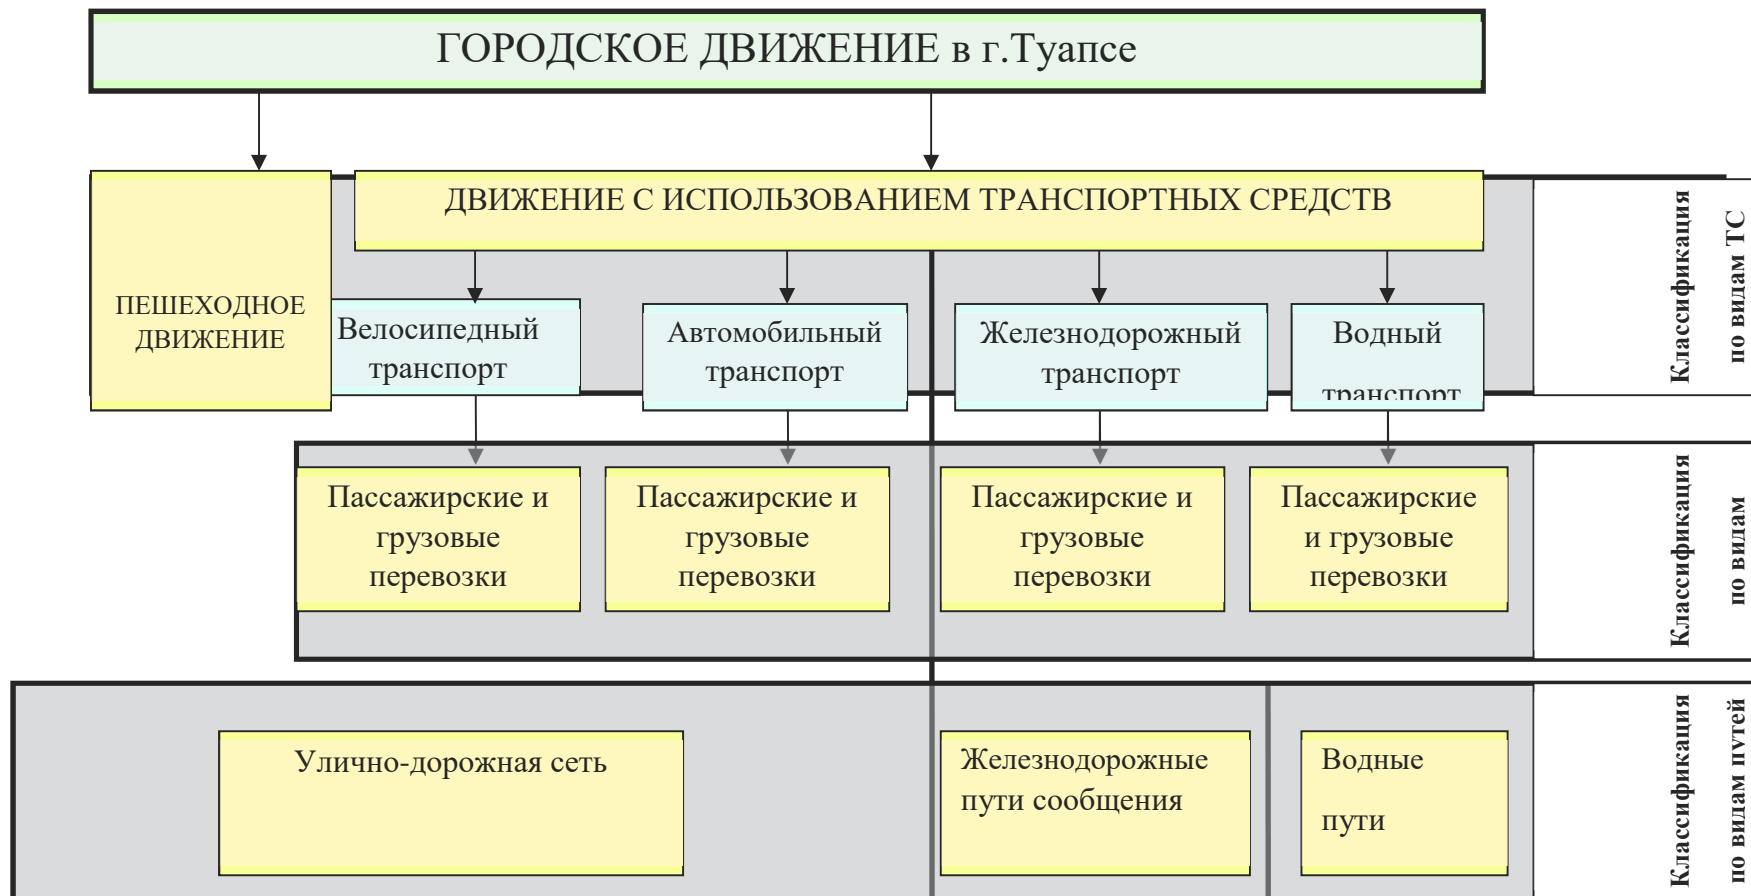 ГОРОДСКОЕ ДВИЖЕНИЕ в г.Туапсе
ДВИЖЕНИЕ С ИСПОЛЬЗОВАНИЕМ ТРАНСПОРТНЫХ СРЕДСТВ
ПЕШЕХОДНОЕ
ДВИЖЕНИЕ
Велосипедный
транспорт
Автомобильный
транспорт
Железнодорожный
транспорт
Водный
транспорт
Классификация
по видам ТС
Пассажирские и
грузовые
перевозки
Пассажирские и
грузовые
перевозки
Пассажирские и
грузовые
перевозки
Пассажирские
и грузовые
перевозки
Классификация
по видам
Улично-дорожная сеть
Железнодорожные
пути сообщения
Водные
пути
Классификация
по видам путей